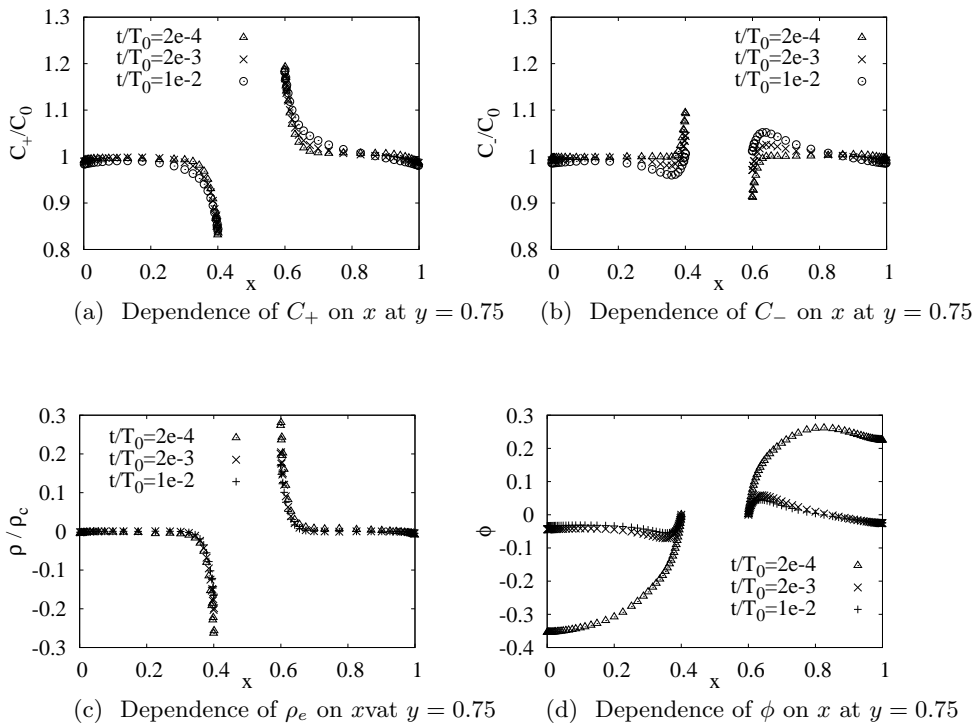 1.3
1.2
1.1
1
0.9
0.8
C+/C0
t/T0=2e-4
t/T0=2e-3
t/T0=1e-2
0 0.2 0.4 0.6 0.8 1
x
(a) Dependence of C+ on x at y = 0.75
1.3
1.2
1.1
1
0.9
0.8
C-/C0
t/T0=2e-4
t/T0=2e-3
t/T0=1e-2
0 0.2 0.4 0.6 0.8 1
x
(b) Dependence of C− on x at y = 0.75
0.3
0.2
0.1
0
-0.1
-0.2
-0.3
ρ / ρc
t/T0=2e-4
t/T0=2e-3
t/T0=1e-2
0 0.2 0.4 0.6 0.8 1
x
(c) Dependence of ρe on xvat y = 0.75
0.3
0.2
0.1
0
-0.1
-0.2
-0.3
-0.4
ϕ
t/T0=2e-4
t/T0=2e-3
t/T0=1e-2
0 0.2 0.4 0.6 0.8 1
x
(d) Dependence of ϕ on x at y = 0.75